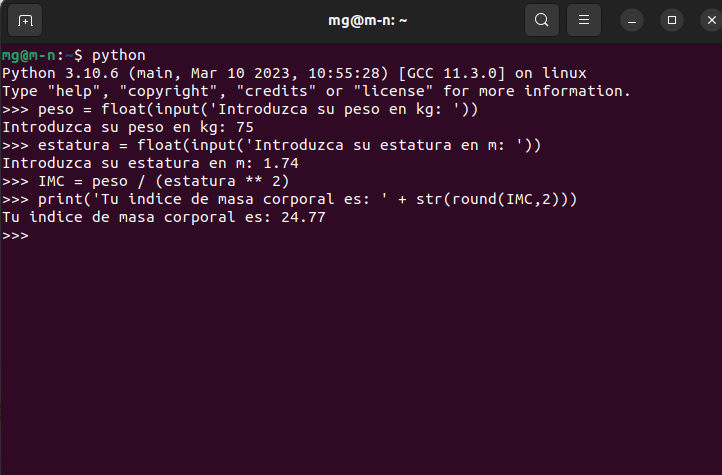 mg@m-n: ~
mg@m-n:~$ python
Python 3.10.6 (main, Mar 10 2023, 10:55:28) [GCC 11.3.0] on linux
Type "help", "copyright", "credits" or "license" for more information.
>>> peso = float(input('Introduzca su peso en kg: '))
Introduzca su peso en kg: 75
>>> estatura = float(input('Introduzca su estatura en m: '))
Introduzca su estatura en m: 1.74
>>> IMC = peso / (estatura ** 2)
>>> print('Tu indice de masa corporal es: ' + str(round(IMC,2)))
Tu indice de masa corporal es: 24.77
>>>